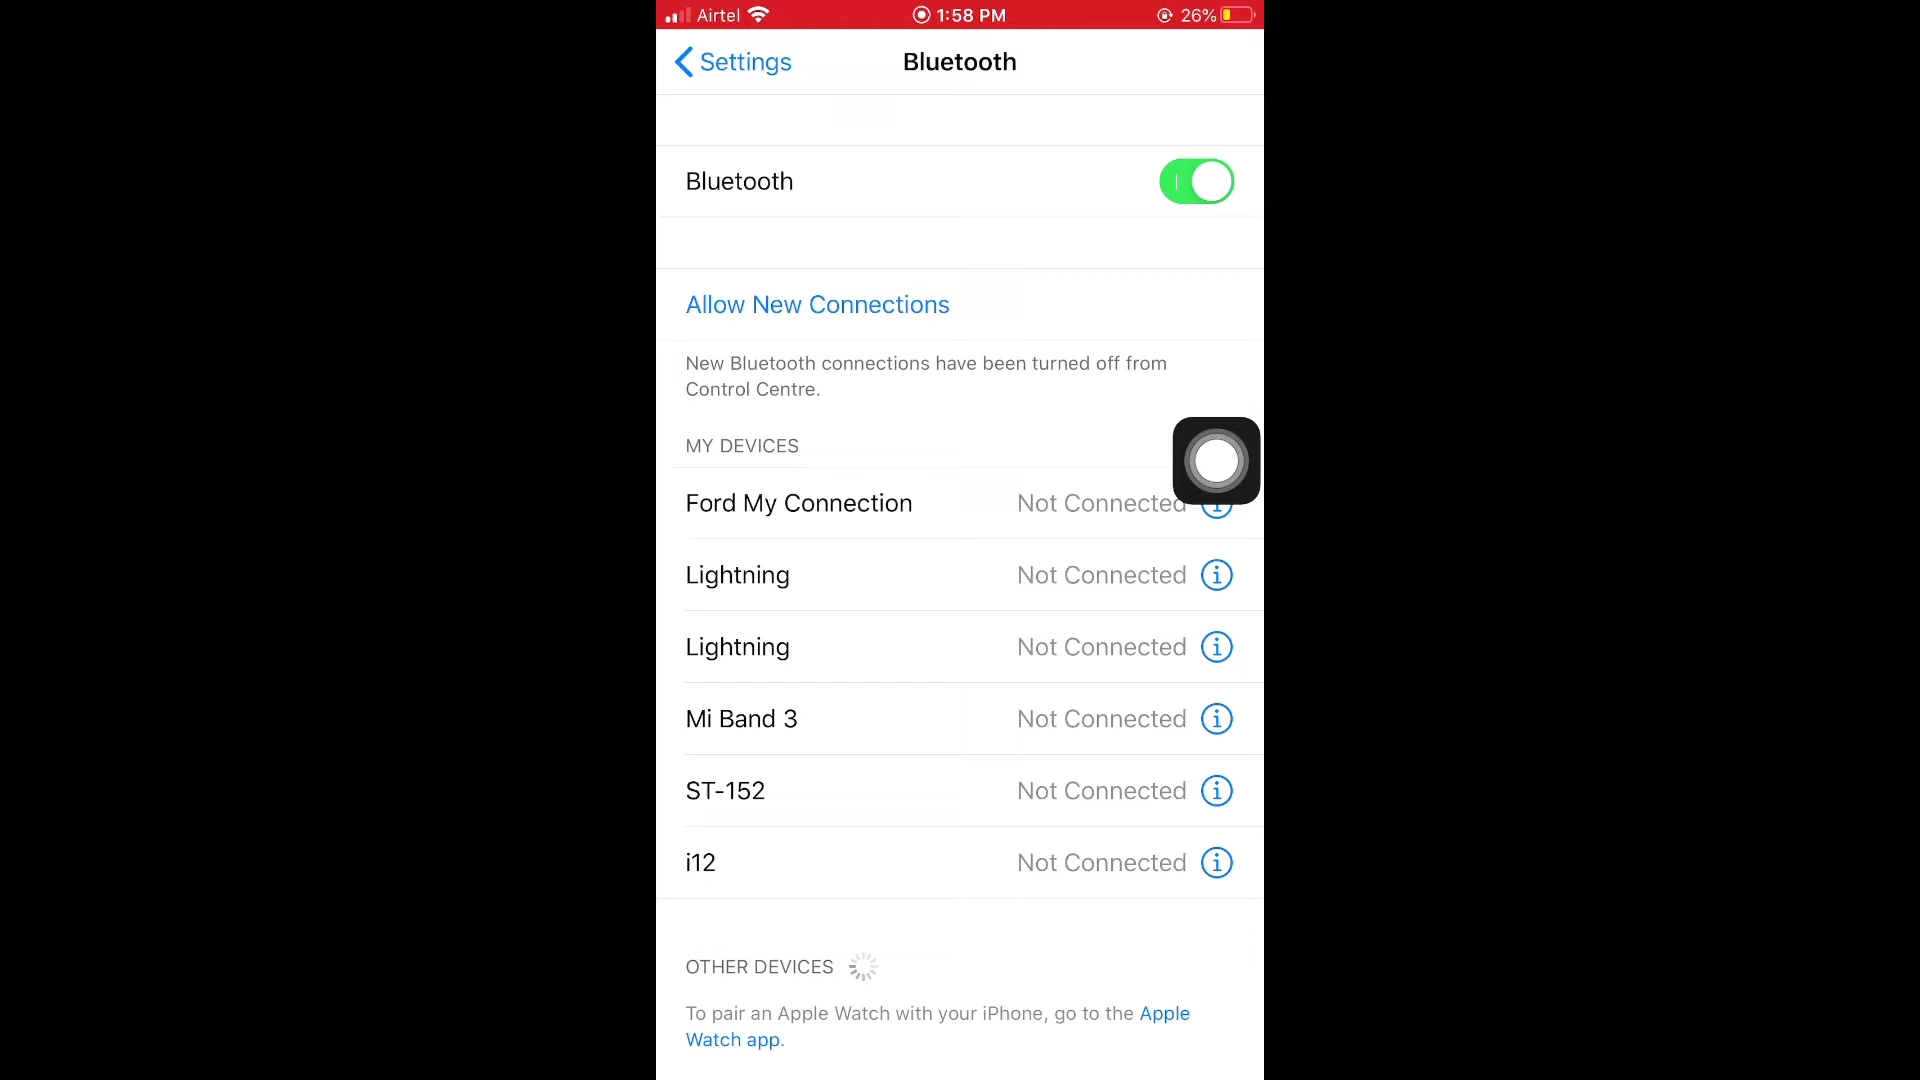 Airtel 1:58 PM 26%
Settings Bluetooth
Bluetooth
Allow New Connections
New Bluetooth connections have been turned off from
Control Centre.
MY DEVICES
Ford My Connection Not Connected
Lightning Not Connected
Lightning Not Connected
Mi Band 3 Not Connected
ST-152 Not Connected
i12 Not Connected
OTHER DEVICES
To pair an Apple Watch with your iPhone, go to the Apple
Watch app.